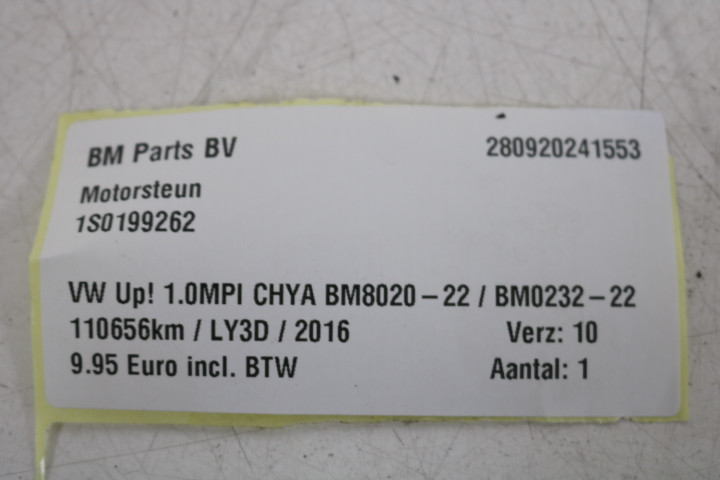 BM Parts BV 280920241553
Motorsteun
1S0199262
VW Up! 1.0MPI CHYA BM8020-22 / BM0232-22
110656km / LY3D / 2016 Verz: 10
9.95 Euro incl. BTW Aantal: 1